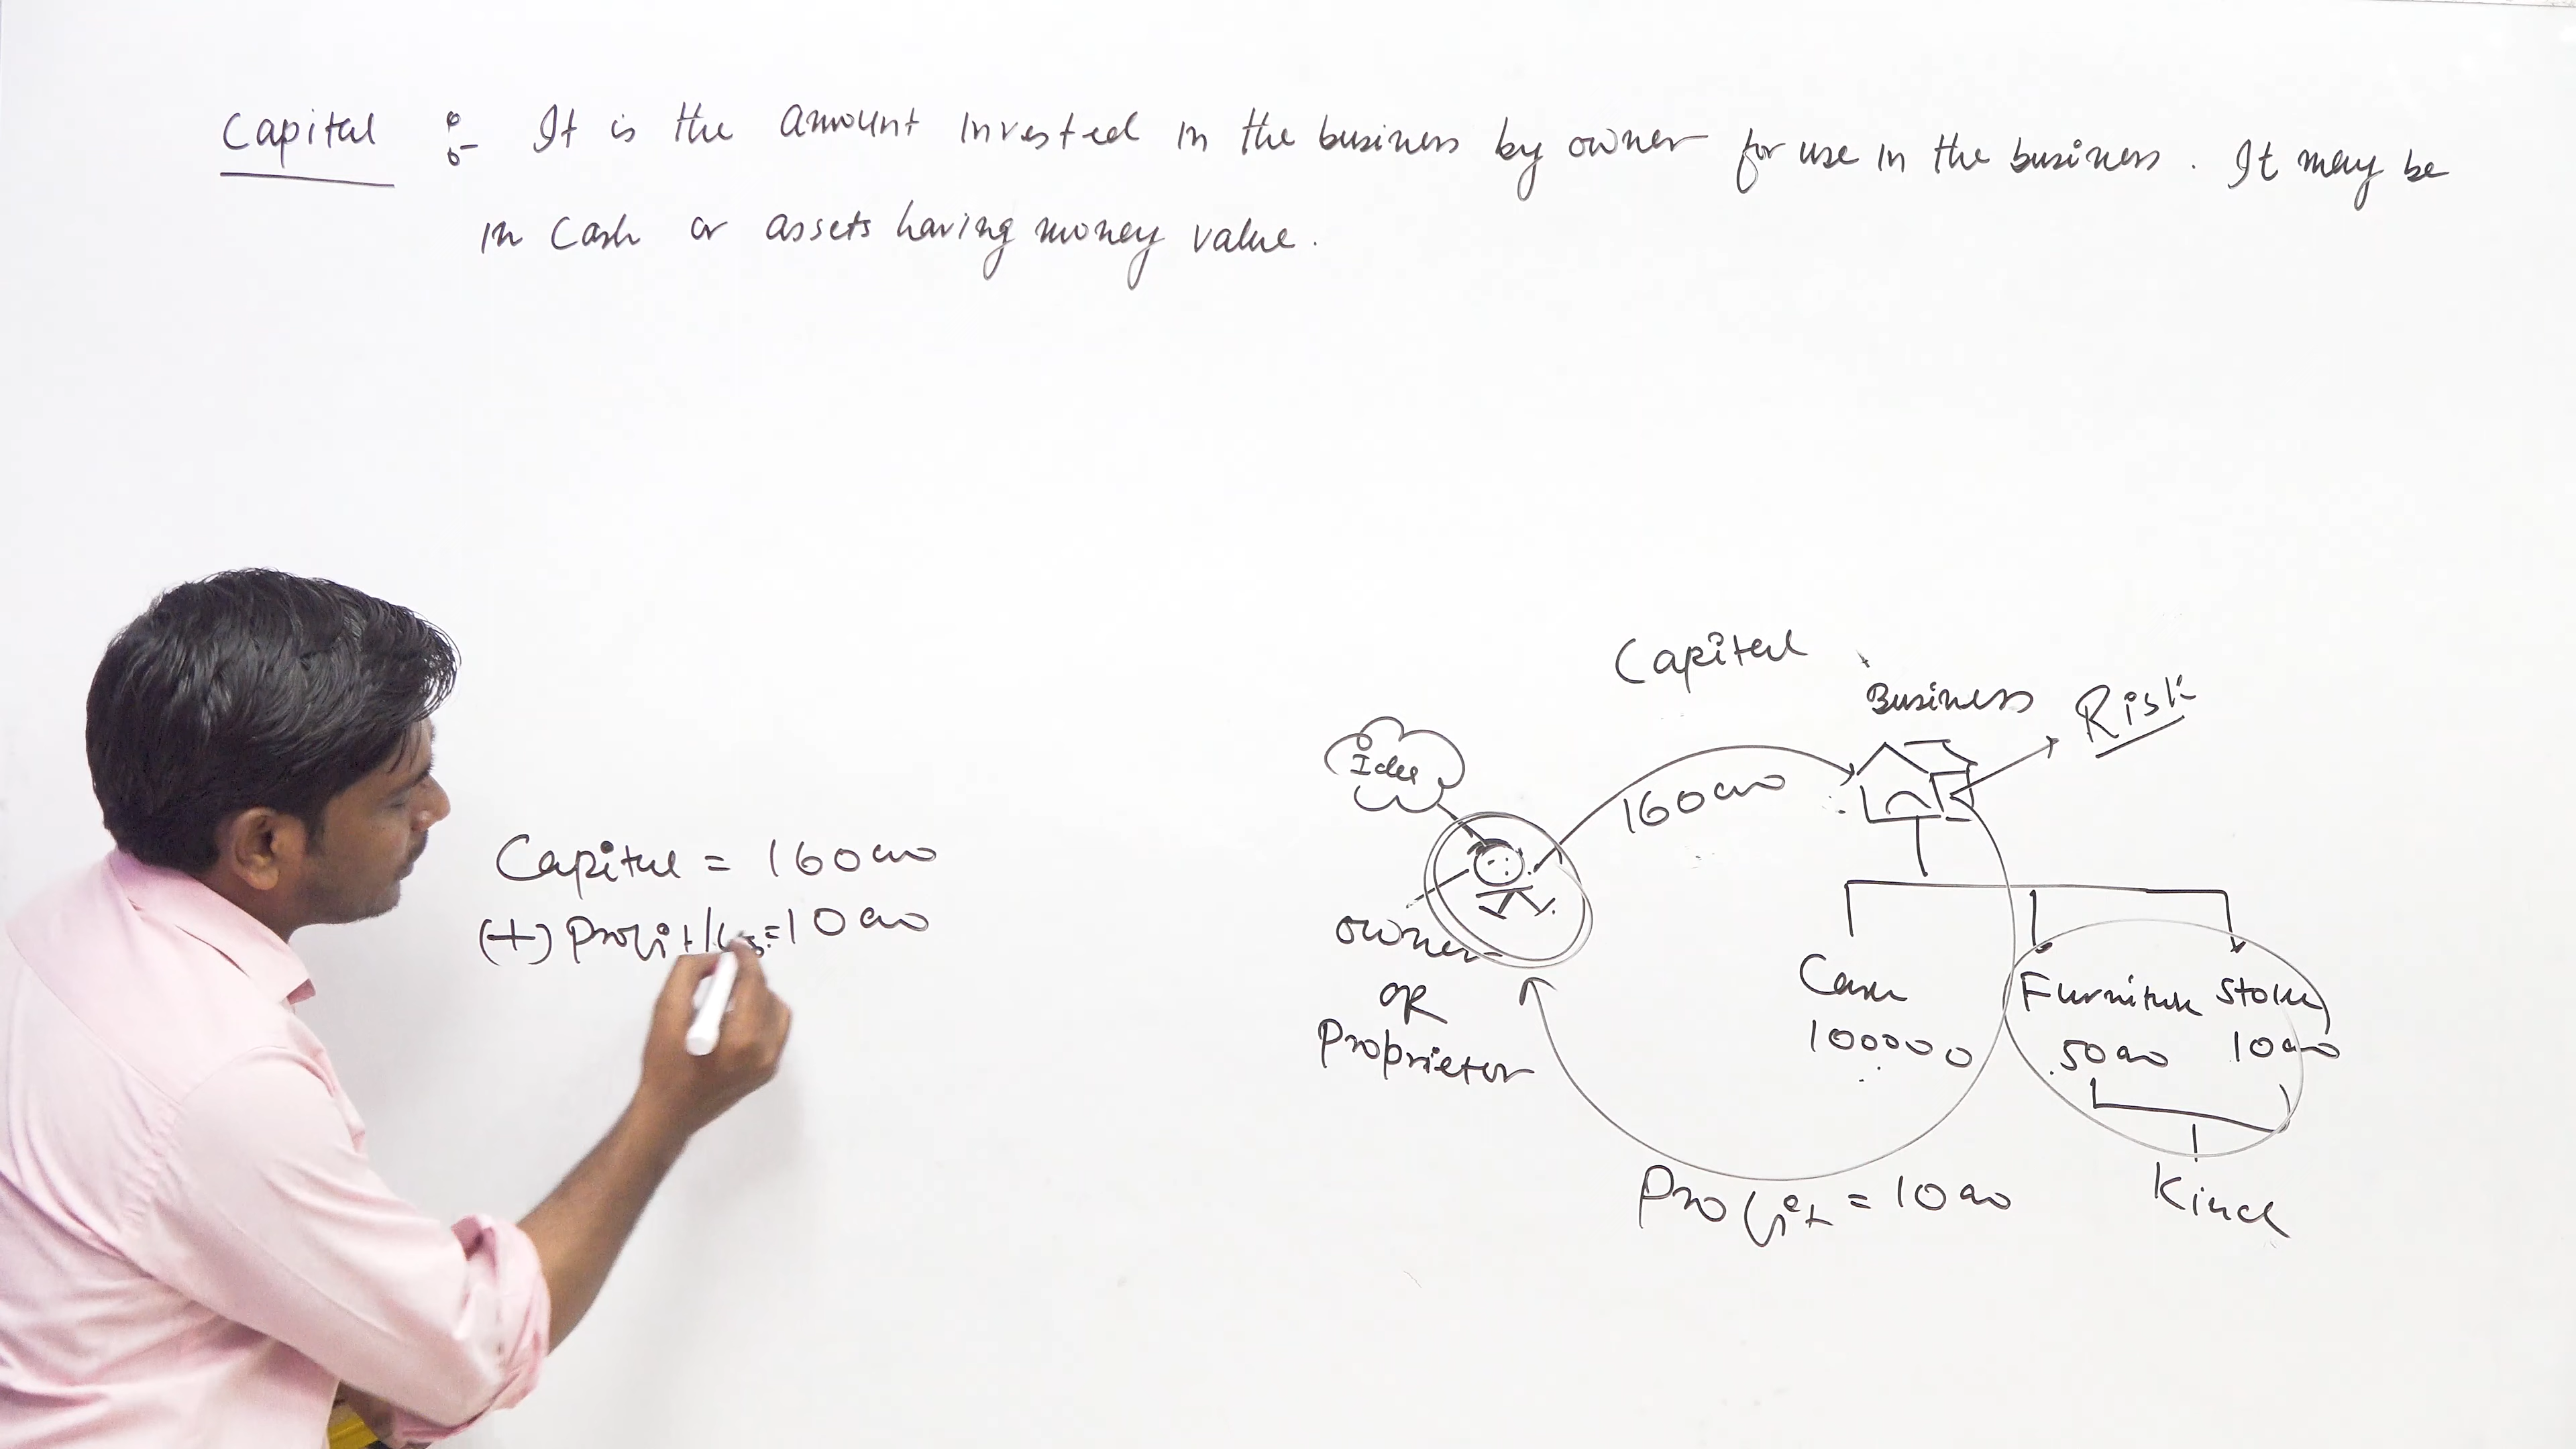 Capital :- It is the amount invested in the business by owner for use in the business. It may be
in cash or assets having money value.
Capital
Business
Risk
Idea
160000
Capital = 160000
(+) Profit/ = 10000
owner
OR
Proprietor
Cash
Furniture
Stock
100000
50000
10000
Profit = 10000
Kind